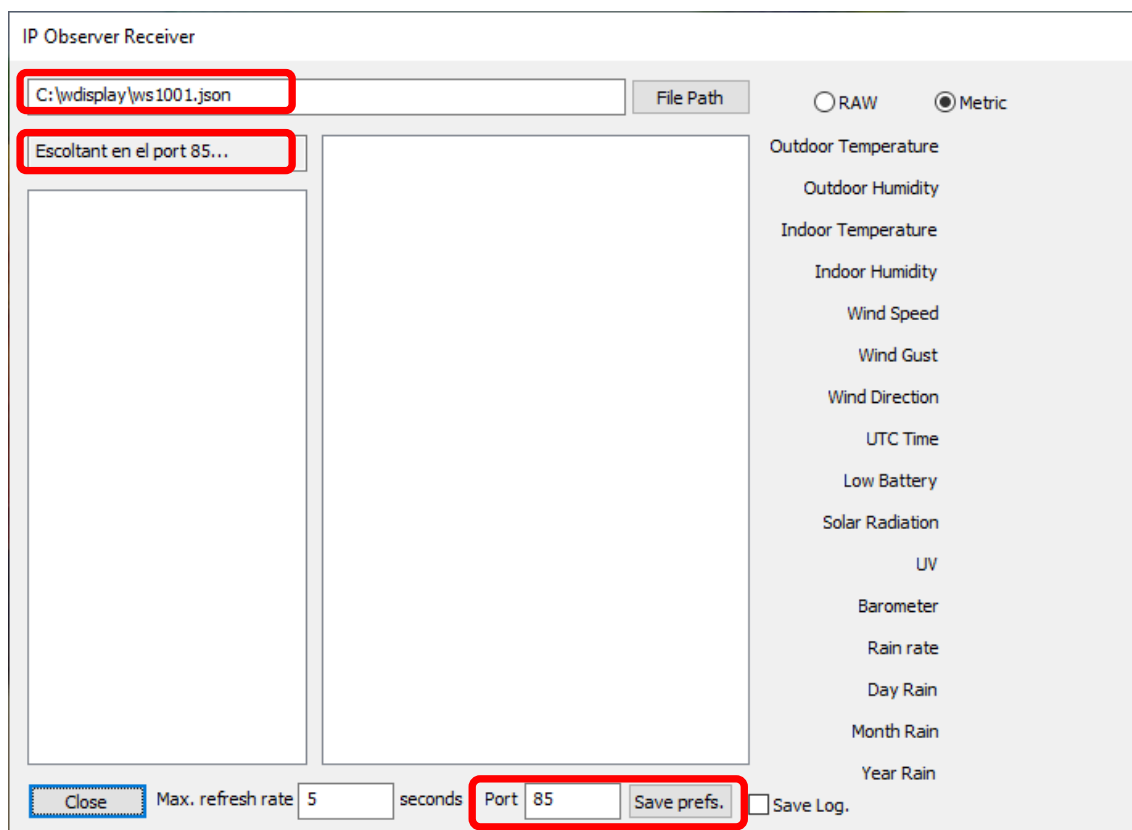 IP Observer Receiver
C:\wdisplay\ws1001.json
File Path
RAW
Metric
Escoltant en el port 85...
Outdoor Temperature
Outdoor Humidity
Indoor Temperature
Indoor Humidity
Wind Speed
Wind Gust
Wind Direction
UTC Time
Low Battery
Solar Radiation
UV
Barometer
Rain rate
Day Rain
Month Rain
Year Rain
Close Max. refresh rate 5 seconds Port 85 Save prefs. Save Log.